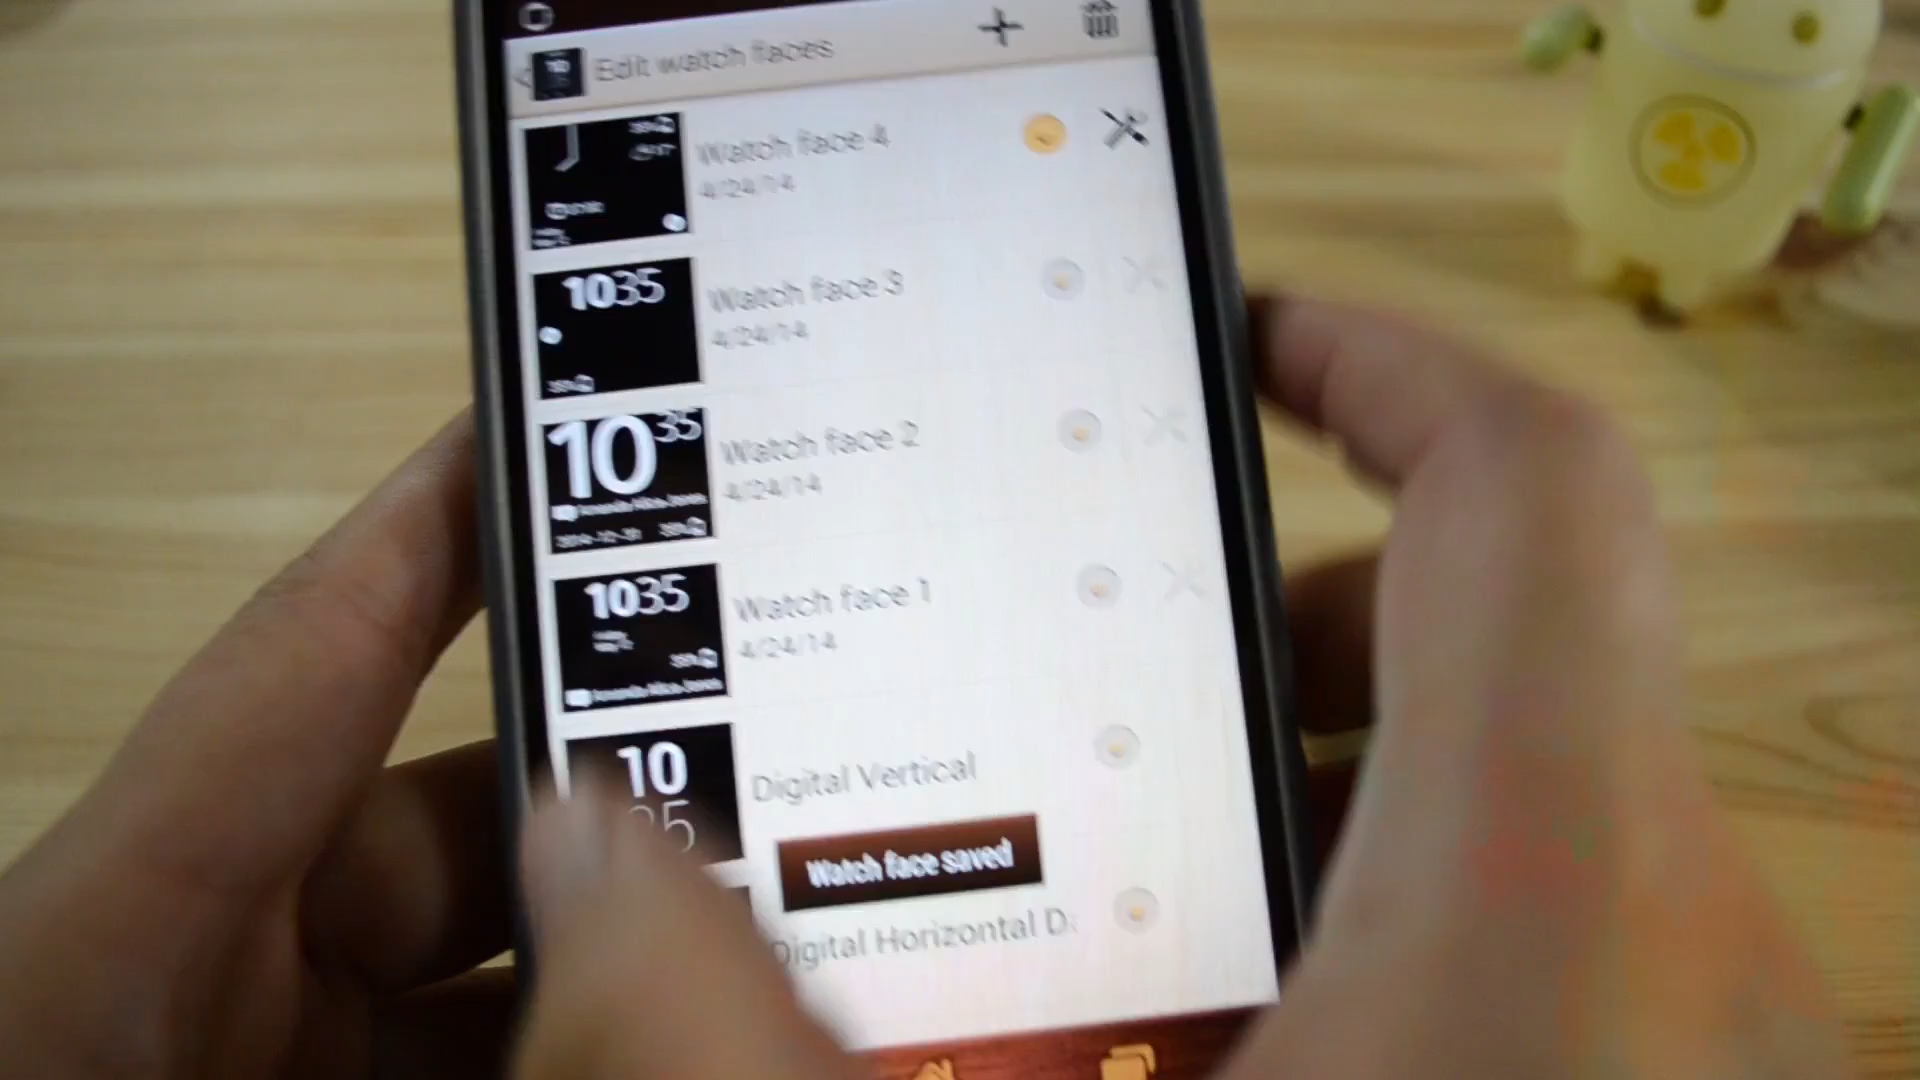 Edit watch faces
Watch face 4
4/24/14
1035
Watch face 3
4/24/14
1035
Watch face 2
4/24/14
1035
Watch face 1
4/24/14
10
35
Digital Vertical
Watch face saved
Digital Horizontal